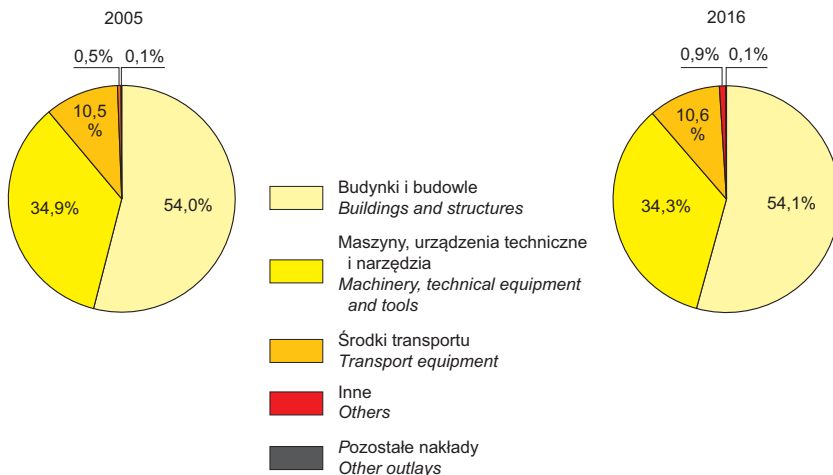 2005
0,5%
0,1%
10,5
%
34,9%
54,0%
Budynki i budowle
Buildings and structures
Maszyny, urządzenia techniczne
i narzędzia
Machinery, technical equipment
and tools
Środki transportu
Transport equipment
Inne
Others
Pozostałe nakłady
Other outlays
2016
0,9%
0,1%
10,6
%
34,3%
54,1%